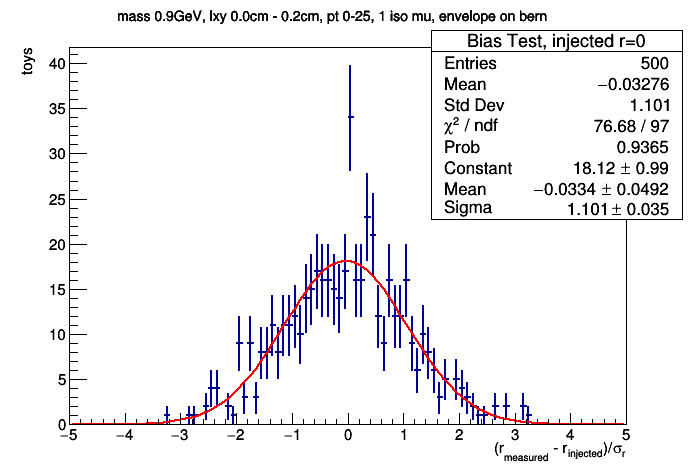 mass 0.9GeV, lxy 0.0cm - 0.2cm, pt 0-25, 1 iso mu, envelope on bern
Bias Test, injected r=0
Entries 500
Mean −0.03276
Std Dev 1.101
χ² / ndf 76.68 / 97
Prob 0.9365
Constant 18.12 ± 0.99
Mean −0.0334 ± 0.0492
Sigma 1.101 ± 0.035
toys
40
35
30
25
20
15
10
5
0
−5 −4 −3 −2 −1 0 1 2 3 4 5
(r_measured - r_injected)/σ_r